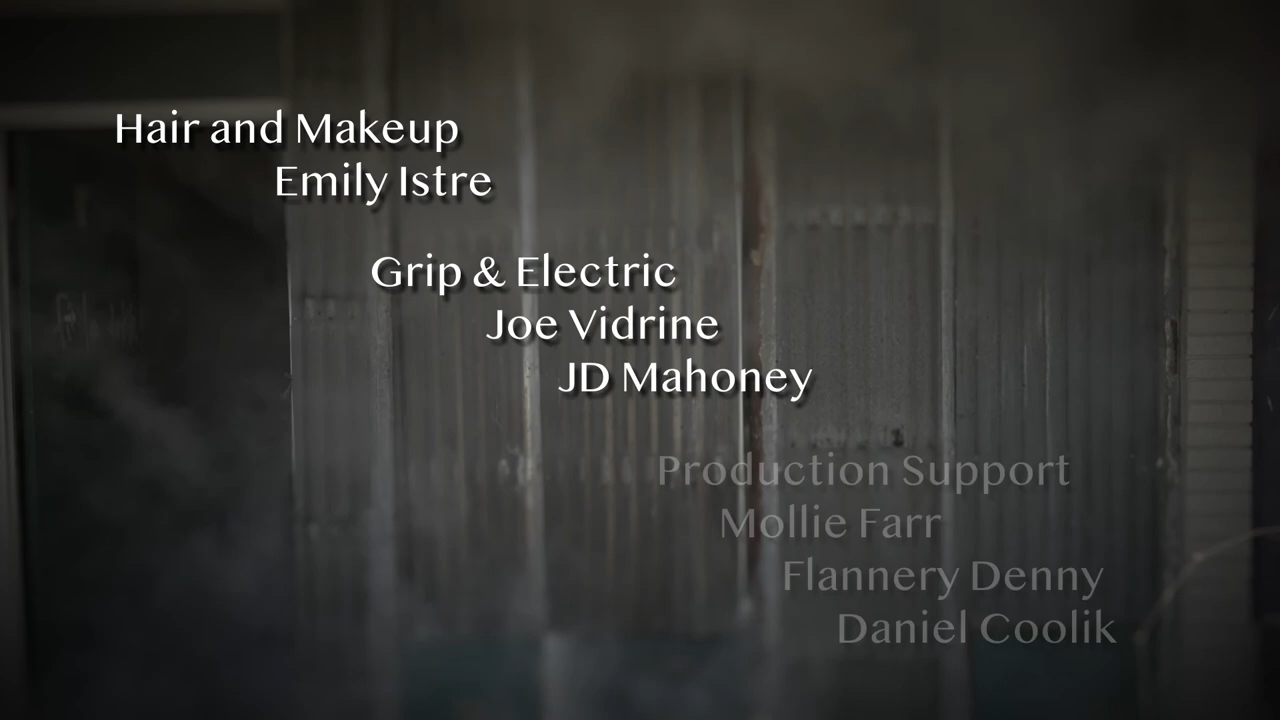 Hair and Makeup
Emily Istre
Grip & Electric
Joe Vidrine
JD Mahoney
Production Support
Mollie Farr
Flannery Denny
Daniel Coolik